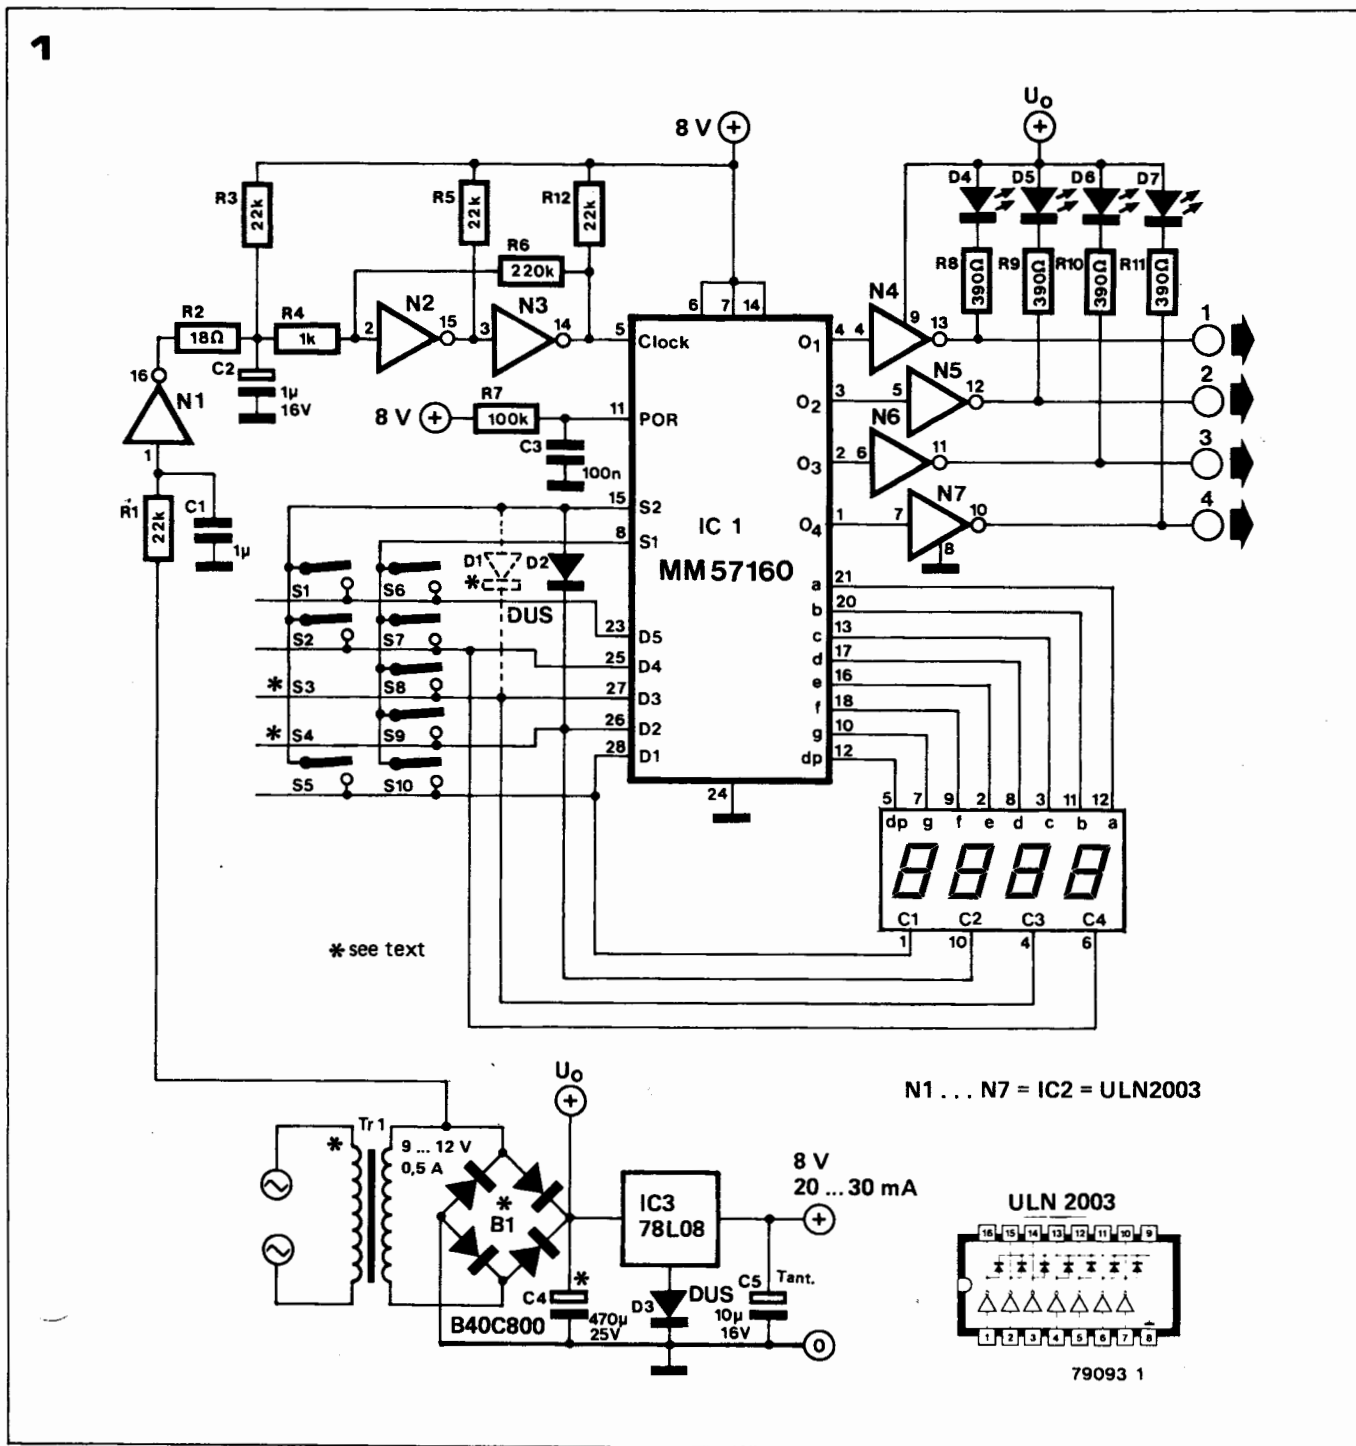 1
8 V
U₀
R3
22k
R5
22k
R12
22k
R6
220k
D4
D5
D6
D7
R8
390Ω
R9
390Ω
R10
390Ω
R11
390Ω
R2
18Ω
R4
1k
C2
1µ
16V
16
N1
1
R1
22k
C1
1µ
2
N2
15
3
N3
14
5
Clock
6
7
14
8 V
R7
100k
C3
100n
11
POR
15
S2
8
S1
IC 1
MM 57160
O₁
4
4
N4
9
13
1
O₂
3
5
N5
12
2
O₃
2
6
N6
11
3
O₄
1
7
N7
8
10
4
D1
*
D2
DUS
S1
S6
S2
S7
*
S3
S8
*
S4
S9
S5
S10
23
D5
25
D4
27
D3
26
D2
28
D1
24
a
21
b
20
c
13
d
17
e
16
f
18
g
10
dp
12
5
7
9
2
8
3
11
12
dp
g
f
e
d
c
b
a
8888
C1
C2
C3
C4
1
10
4
6
* see text
N1 ... N7 = IC2 = ULN2003
Tr 1
*
9 ... 12 V
0,5 A
*
B1
B40C800
U₀
IC3
78L08
8 V
20 ... 30 mA
*
C4
470µ
25V
D3
DUS
C5
Tant.
10µ
16V
0
ULN 2003
16 15 14 13 12 11 10 9
1 2 3 4 5 6 7 8
79093 1